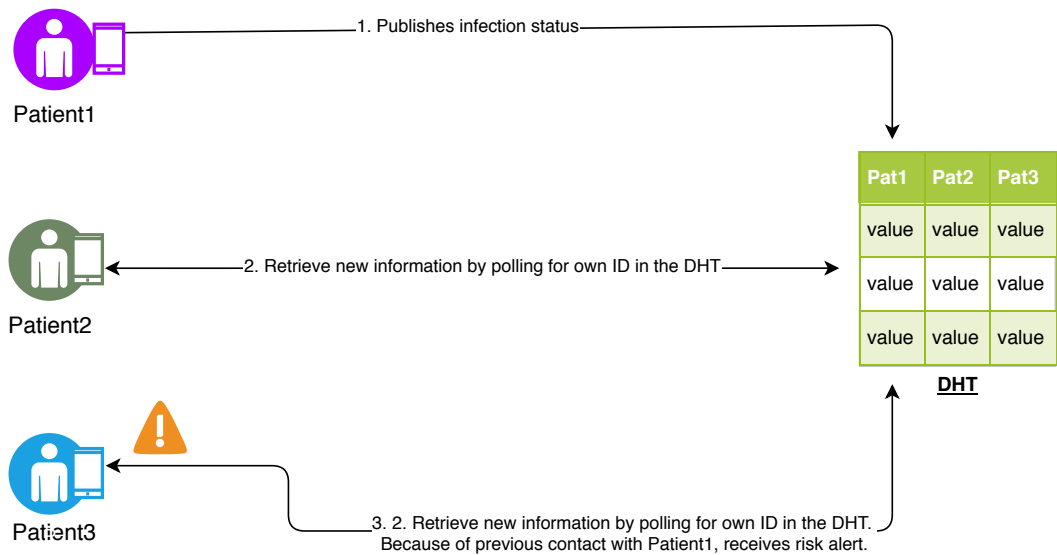 1. Publishes infection status
Patient1
Pat1 Pat2 Pat3
value value value
2. Retrieve new information by polling for own ID in the DHT
value value value
Patient2
value value value
DHT
3. 2. Retrieve new information by polling for own ID in the DHT.
Because of previous contact with Patient1, receives risk alert.
Patient3